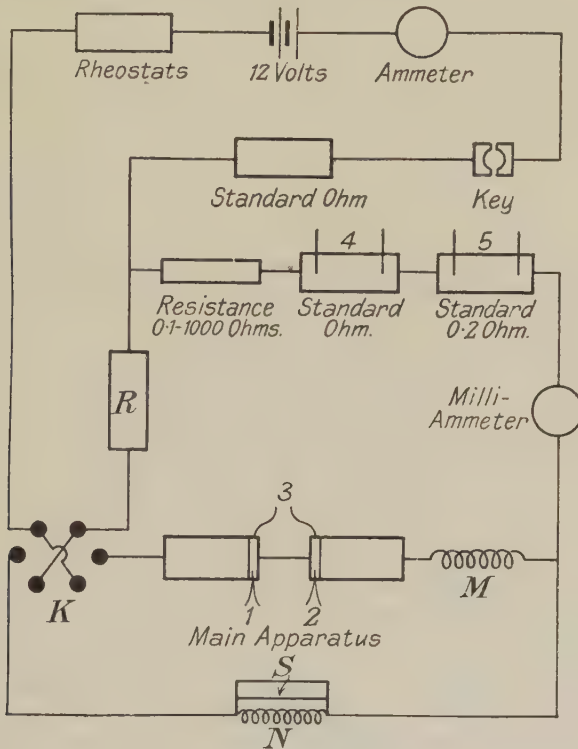 Rheostats
12 Volts
Ammeter
Standard Ohm
Key
4
5
Resistance
0·1-1000 Ohms.
Standard
Ohm.
Standard
0·2 Ohm.
R
Milli-
Ammeter
3
K
1
2
M
Main Apparatus
S
N